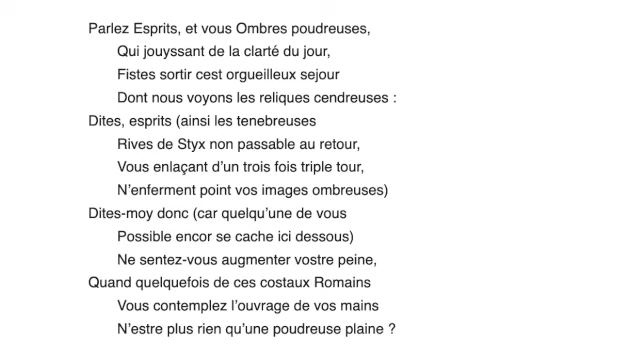 Parlez Esprits, et vous Ombres poudreuses,
Qui jouyssant de la clarté du jour,
Fistes sortir cest orgueilleux sejour
Dont nous voyons les reliques cendreuses :
Dites, esprits (ainsi les tenebreuses
Rives de Styx non passable au retour,
Vous enlaçant d’un trois fois triple tour,
N’enferment point vos images ombreuses)
Dites-moy donc (car quelqu’une de vous
Possible encor se cache ici dessous)
Ne sentez-vous augmenter vostre peine,
Quand quelquefois de ces costaux Romains
Vous contemplez l’ouvrage de vos mains
N’estre plus rien qu’une poudreuse plaine ?